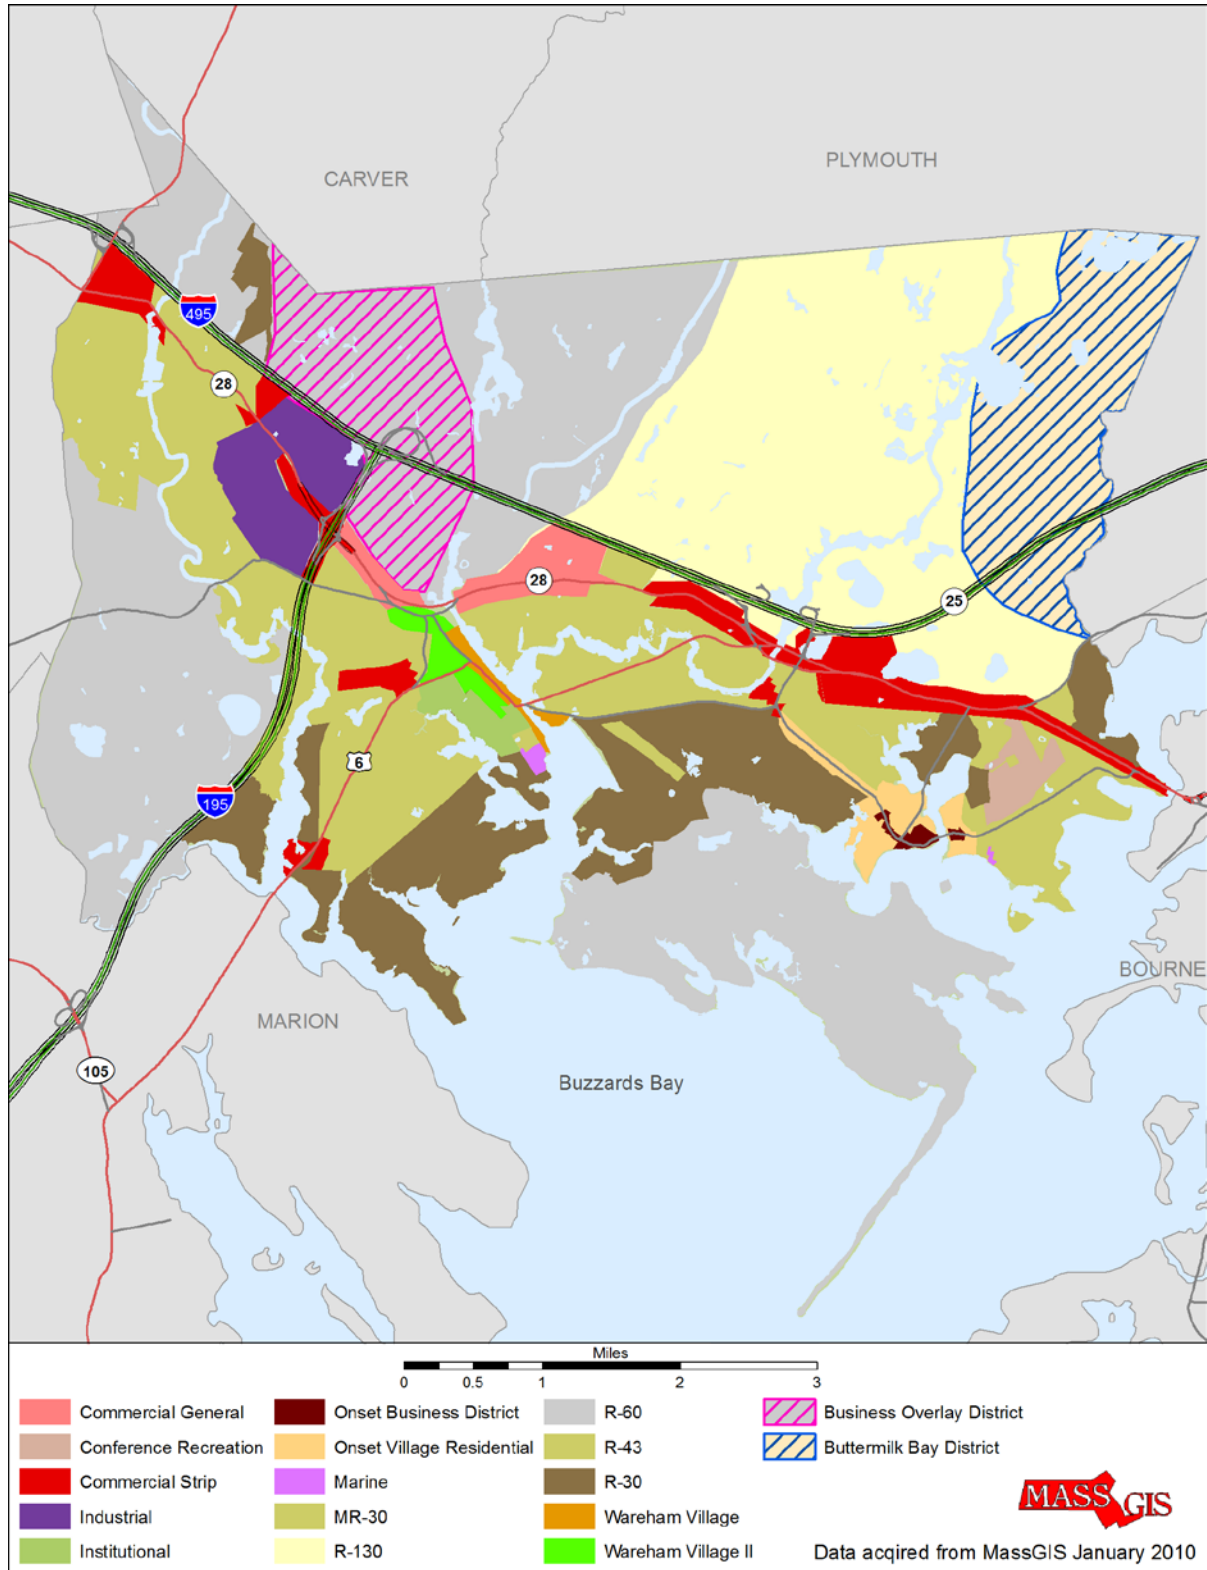 CARVER
PLYMOUTH
495
28
28
25
6
195
BOURNE
MARION
Buzzards Bay
105
Miles
0 0.5 1 2 3
Commercial General
Conference Recreation
Commercial Strip
Industrial
Institutional
Onset Business District
Onset Village Residential
Marine
MR-30
R-130
R-60
R-43
R-30
Wareham Village
Wareham Village II
Business Overlay District
Buttermilk Bay District
MASS GIS
Data acqired from MassGIS January 2010